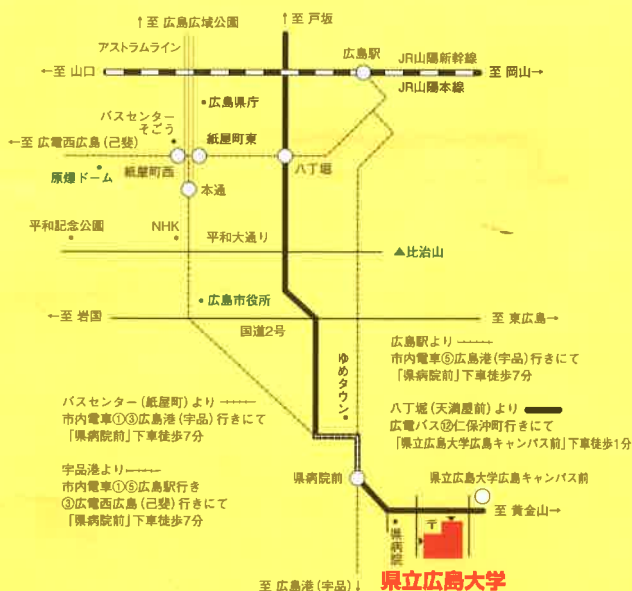 ↑至 広島広域公園
↑至 戸坂
アストラムライン
広島駅
JR山陽新幹線
←至 山口
至 岡山→
JR山陽本線
広島県庁
バスセンター
そごう
紙屋町東
←至 広電西広島(己斐)
紙屋町西
八丁堀
原爆ドーム
本通
平和記念公園
NHK
平和大通り
▲比治山
広島市役所
←至 岩国
至 東広島→
国道2号
ゆめタウン
広島駅より
市内電車⑤広島港(宇品)行きにて
「県病院前」下車徒歩7分
バスセンター(紙屋町)より
市内電車①③広島港(宇品)行きにて
「県病院前」下車徒歩7分
八丁堀(天満屋前)より
広電バス⑫仁保沖町行きにて
「県立広島大学広島キャンパス前」下車徒歩1分
宇品港より
市内電車①⑤広島駅行き
③広電西広島(己斐)行きにて
「県病院前」下車徒歩7分
県病院前
県立広島大学広島キャンパス前
至 黄金山→
〒
県病院
至 広島港(宇品)↓
県立広島大学